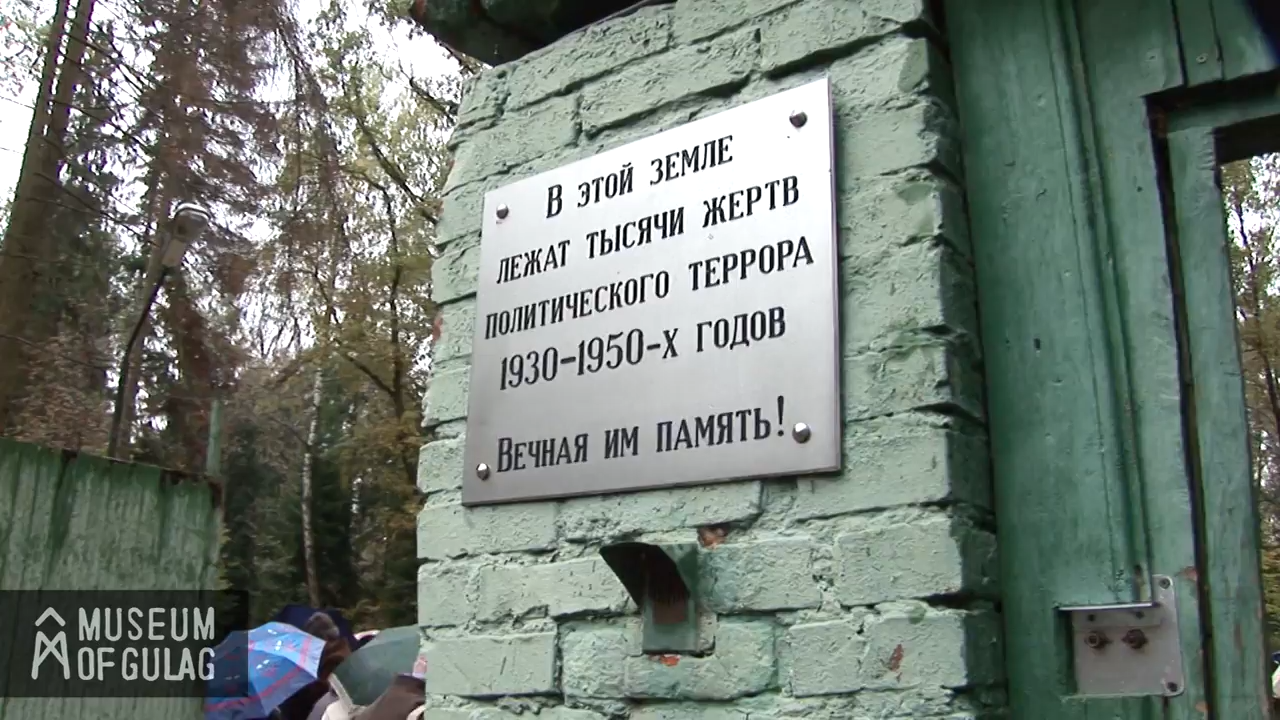 В этой земле
лежат тысячи жертв
политического террора
1930-1950-х годов
Вечная им память!
MUSEUM
OF GULAG